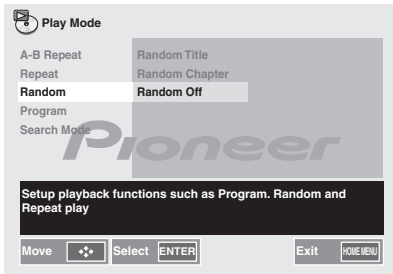 Play Mode
A-B Repeat
Repeat
Random
Program
Search Mode
Random Title
Random Chapter
Random Off
Pioneer
Setup playback functions such as Program. Random and
Repeat play
Move Select ENTER Exit HOME MENU